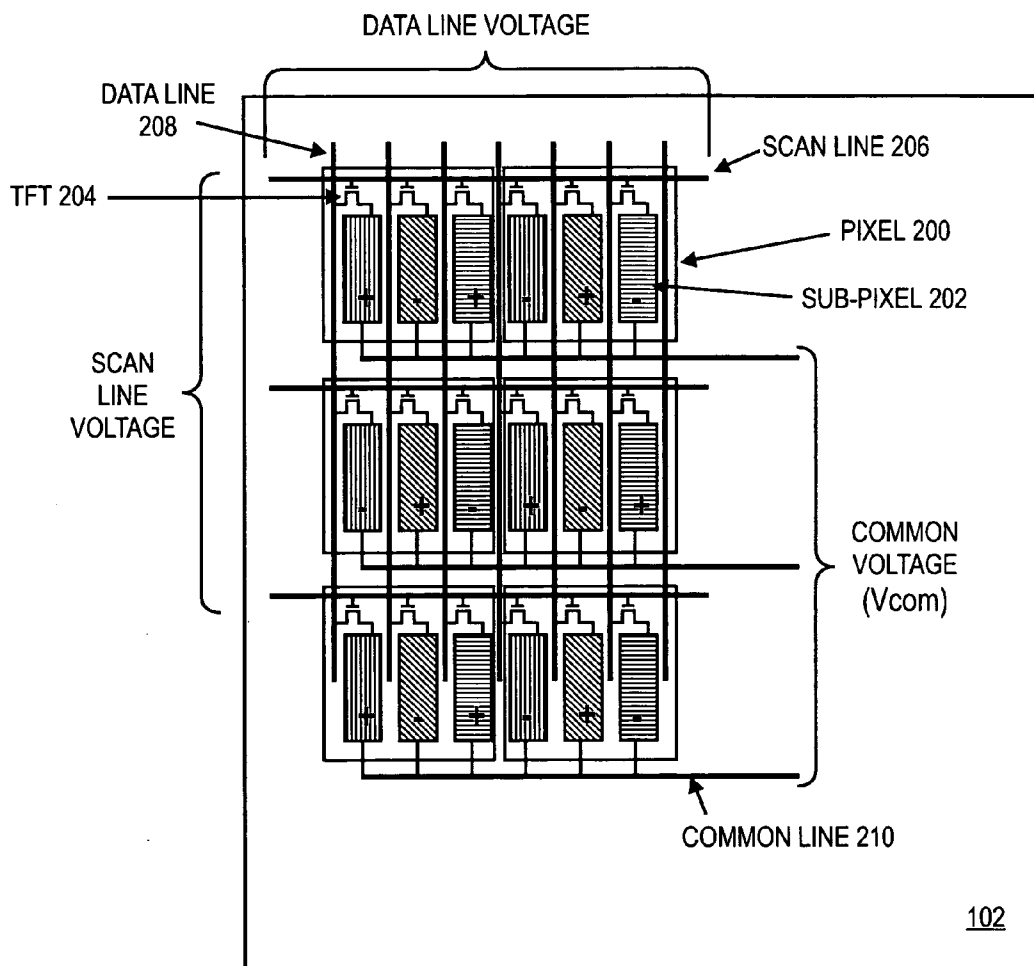 DATA LINE VOLTAGE
DATA LINE
208
SCAN LINE 206
TFT 204
PIXEL 200
SUB-PIXEL 202
+ - + - + -
SCAN
LINE
VOLTAGE
- + - + - +
COMMON
VOLTAGE
(Vcom)
+ - + - + -
COMMON LINE 210
102